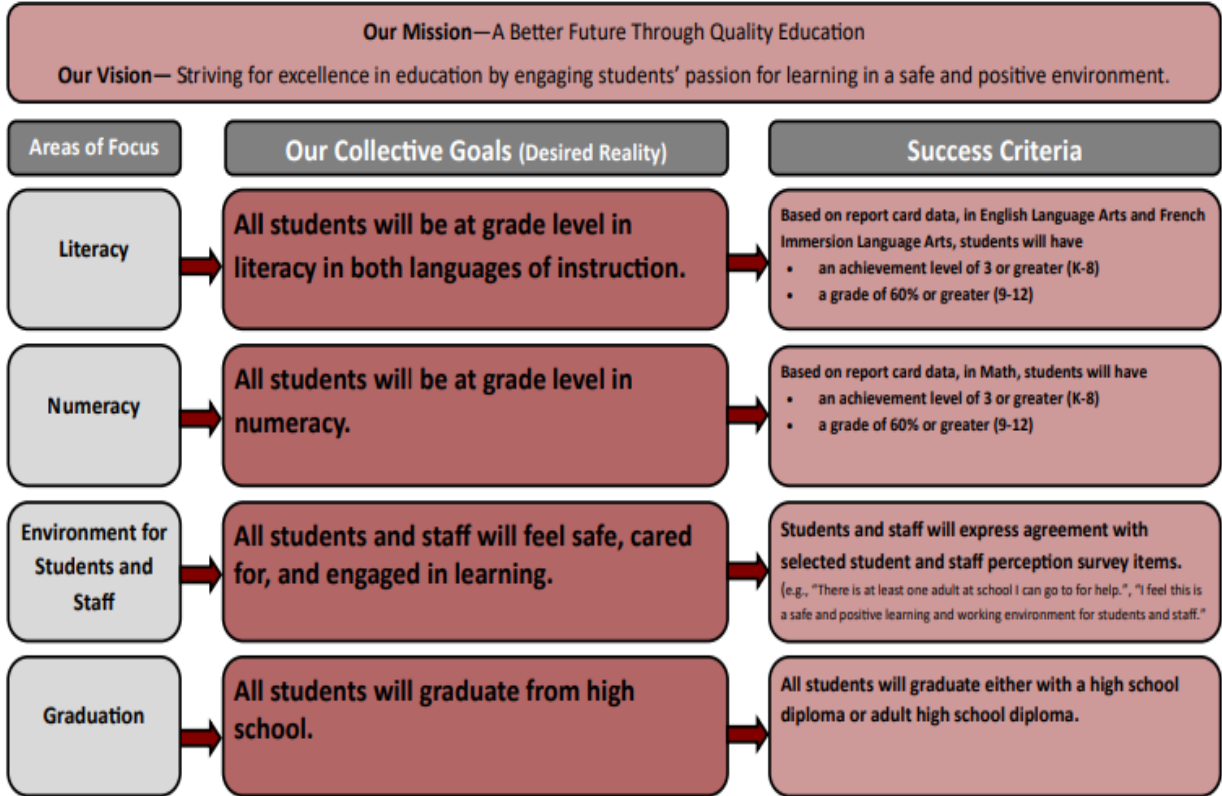 Our Mission—A Better Future Through Quality Education
Our Vision— Striving for excellence in education by engaging students' passion for learning in a safe and positive environment.
Areas of Focus
Our Collective Goals (Desired Reality)
Success Criteria
Literacy
All students will be at grade level in
literacy in both languages of instruction.
Based on report card data, in English Language Arts and French
Immersion Language Arts, students will have
• an achievement level of 3 or greater (K-8)
• a grade of 60% or greater (9-12)
Numeracy
All students will be at grade level in
numeracy.
Based on report card data, in Math, students will have
• an achievement level of 3 or greater (K-8)
• a grade of 60% or greater (9-12)
Environment for
Students and
Staff
All students and staff will feel safe, cared
for, and engaged in learning.
Students and staff will express agreement with
selected student and staff perception survey items.
(e.g., "There is at least one adult at school I can go to for help.", "I feel this is
a safe and positive learning and working environment for students and staff."
Graduation
All students will graduate from high
school.
All students will graduate either with a high school
diploma or adult high school diploma.